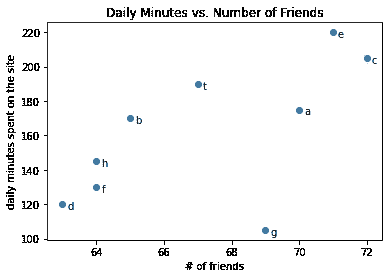 Daily Minutes vs. Number of Friends
daily minutes spent on the site
220
200
180
160
140
120
100
e
c
t
a
b
h
f
d
g
64
66
68
70
72
# of friends